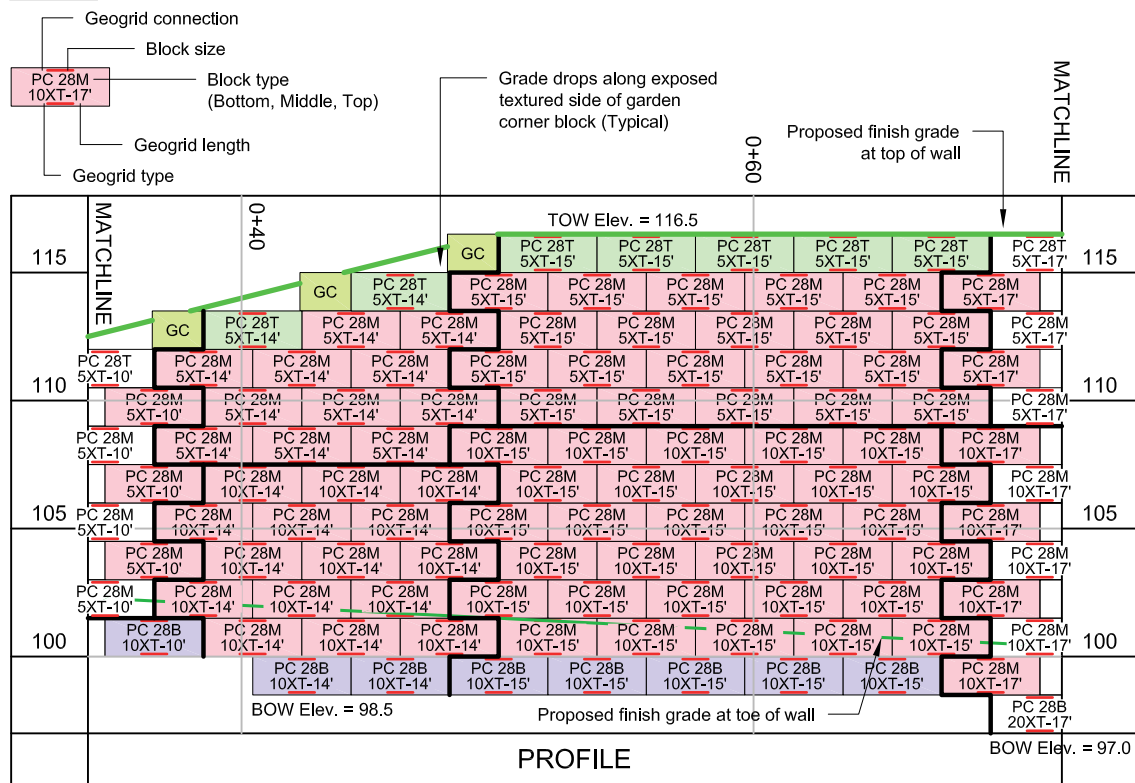 Geogrid connection
Block size
PC 28M
10XT-17'
Block type
(Bottom, Middle, Top)
Geogrid length
Geogrid type
Grade drops along exposed
textured side of garden
corner block (Typical)
Proposed finish grade
at top of wall
MATCHLINE
MATCHLINE
0+40
0+60
TOW Elev. = 116.5
GC PC 28T PC 28T PC 28T PC 28T PC 28T PC 28T
5XT-15' 5XT-15' 5XT-15' 5XT-15' 5XT-15' 5XT-17'
115 115
GC PC 28T PC 28M PC 28M PC 28M PC 28M PC 28M PC 28M
5XT-14' 5XT-15' 5XT-15' 5XT-15' 5XT-15' 5XT-15' 5XT-17'
GC PC 28T PC 28M PC 28M PC 28M PC 28M PC 28M PC 28M PC 28M PC 28M
5XT-14' 5XT-14' 5XT-14' 5XT-15' 5XT-15' 5XT-15' 5XT-15' 5XT-15' 5XT-17'
PC 28T PC 28M PC 28M PC 28M PC 28M PC 28M PC 28M PC 28M PC 28M PC 28M
5XT-10' 5XT-14' 5XT-14' 5XT-14' 5XT-15' 5XT-15' 5XT-15' 5XT-15' 5XT-15' 5XT-17'
110 110
PC 28M PC 28M PC 28M PC 28M PC 28M PC 28M PC 28M PC 28M PC 28M PC 28M
5XT-10' 5XT-14' 5XT-14' 5XT-14' 5XT-15' 5XT-15' 5XT-15' 5XT-15' 5XT-15' 5XT-17'
PC 28M PC 28M PC 28M PC 28M PC 28M PC 28M PC 28M PC 28M PC 28M PC 28M
5XT-10' 5XT-14' 5XT-14' 5XT-14' 10XT-15' 10XT-15' 10XT-15' 10XT-15' 10XT-15' 10XT-17'
PC 28M PC 28M PC 28M PC 28M PC 28M PC 28M PC 28M PC 28M PC 28M PC 28M
5XT-10' 10XT-14' 10XT-14' 10XT-14' 10XT-15' 10XT-15' 10XT-15' 10XT-15' 10XT-15' 10XT-17'
105 105
PC 28M PC 28M PC 28M PC 28M PC 28M PC 28M PC 28M PC 28M PC 28M PC 28M
5XT-10' 10XT-14' 10XT-14' 10XT-14' 10XT-15' 10XT-15' 10XT-15' 10XT-15' 10XT-15' 10XT-17'
PC 28M PC 28M PC 28M PC 28M PC 28M PC 28M PC 28M PC 28M PC 28M PC 28M
5XT-10' 10XT-14' 10XT-14' 10XT-14' 10XT-15' 10XT-15' 10XT-15' 10XT-15' 10XT-15' 10XT-17'
PC 28M PC 28M PC 28M PC 28M PC 28M PC 28M PC 28M PC 28M PC 28M PC 28M
5XT-10' 10XT-14' 10XT-14' 10XT-14' 10XT-15' 10XT-15' 10XT-15' 10XT-15' 10XT-15' 10XT-17'
PC 28B PC 28M PC 28M PC 28M PC 28M PC 28M PC 28M PC 28M PC 28M PC 28M
10XT-10' 10XT-14' 10XT-14' 10XT-14' 10XT-15' 10XT-15' 10XT-15' 10XT-15' 10XT-15' 10XT-17'
100 100
PC 28B PC 28B PC 28B PC 28B PC 28B PC 28B PC 28B PC 28M
10XT-14' 10XT-14' 10XT-15' 10XT-15' 10XT-15' 10XT-15' 10XT-15' 10XT-17'
BOW Elev. = 98.5
Proposed finish grade at toe of wall
PC 28B
20XT-17'
BOW Elev. = 97.0
PROFILE